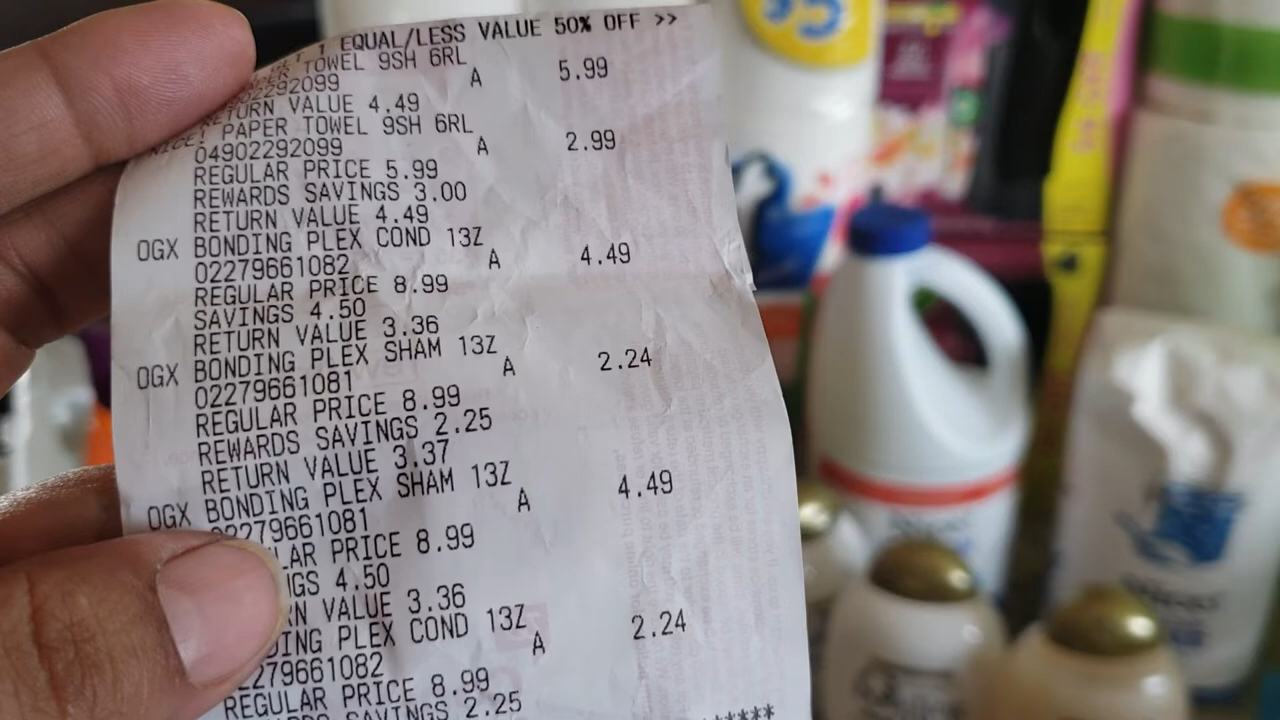 1 EQUAL/LESS VALUE 50% OFF >>
TOWEL 9SH 6RL A 5.99
RETURN VALUE 4.49
PAPER TOWEL 9SH 6RL A 2.99
04902292099
REGULAR PRICE 5.99
REWARDS SAVINGS 3.00
RETURN VALUE 4.49
OGX BONDING PLEX COND 13Z A 4.49
02279661082
REGULAR PRICE 8.99
SAVINGS 4.50
RETURN VALUE 3.36
OGX BONDING PLEX SHAM 13Z A 2.24
02279661081
REGULAR PRICE 8.99
REWARDS SAVINGS 2.25
RETURN VALUE 3.37
OGX BONDING PLEX SHAM 13Z A 4.49
02279661081
LAR PRICE 8.99
GS 4.50
N VALUE 3.36
DING PLEX COND 13Z A 2.24
2279661082
REGULAR PRICE 8.99
SAVINGS 2.25
*****
$5